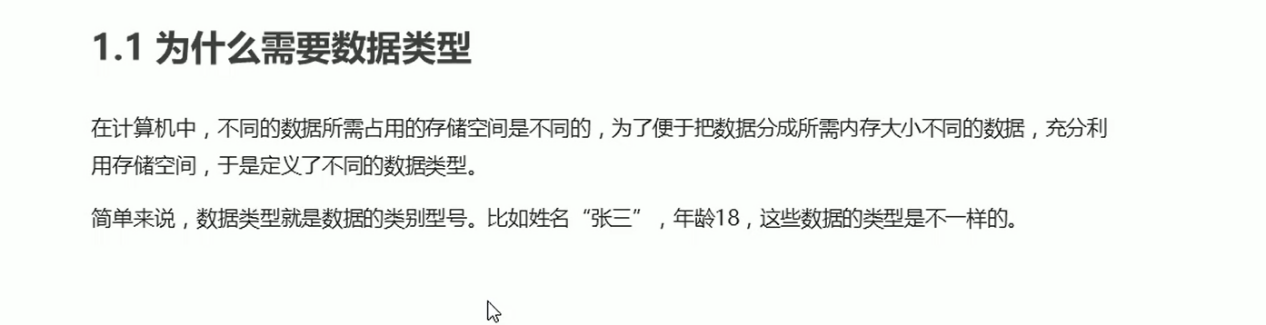 1.1 为什么需要数据类型
在计算机中，不同的数据所需占用的存储空间是不同的，为了便于把数据分成所需内存大小不同的数据，充分利
用存储空间，于是定义了不同的数据类型。
简单来说，数据类型就是数据的类别型号。比如姓名“张三”，年龄18，这些数据的类型是不一样的。